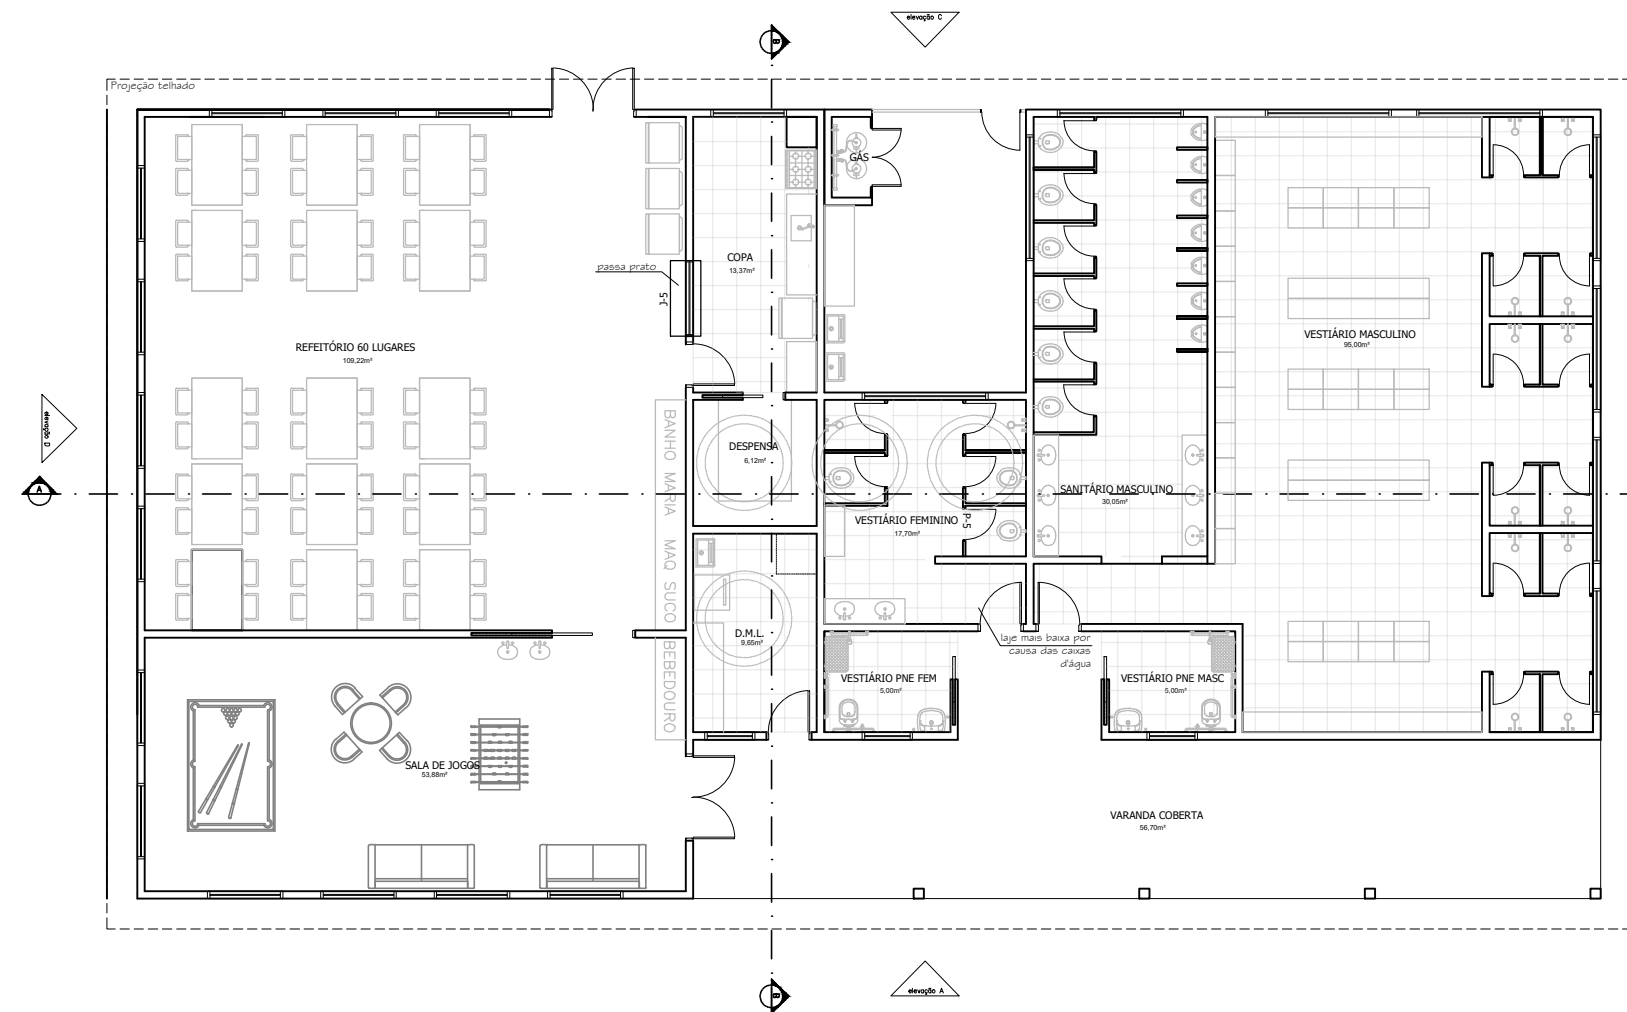 elevação C
B
Projeção telhado
GÁS
COPA
13,37m²
passa prato
J-5
REFEITÓRIO 60 LUGARES
109,22m²
VESTIÁRIO MASCULINO
95,00m²
elevação D
A
BANHO MARIA
MAQ SUCO
BEBEDOURO
DESPENSA
6,12m²
SANITÁRIO MASCULINO
30,05m²
VESTIÁRIO FEMININO
17,70m²
P-5
D.M.L.
9,65m²
laje mais baixa por
causa das caixas
d'água
VESTIÁRIO PNE FEM
5,00m²
VESTIÁRIO PNE MASC
5,00m²
SALA DE JOGOS
53,88m²
VARANDA COBERTA
56,70m²
elevação A
B